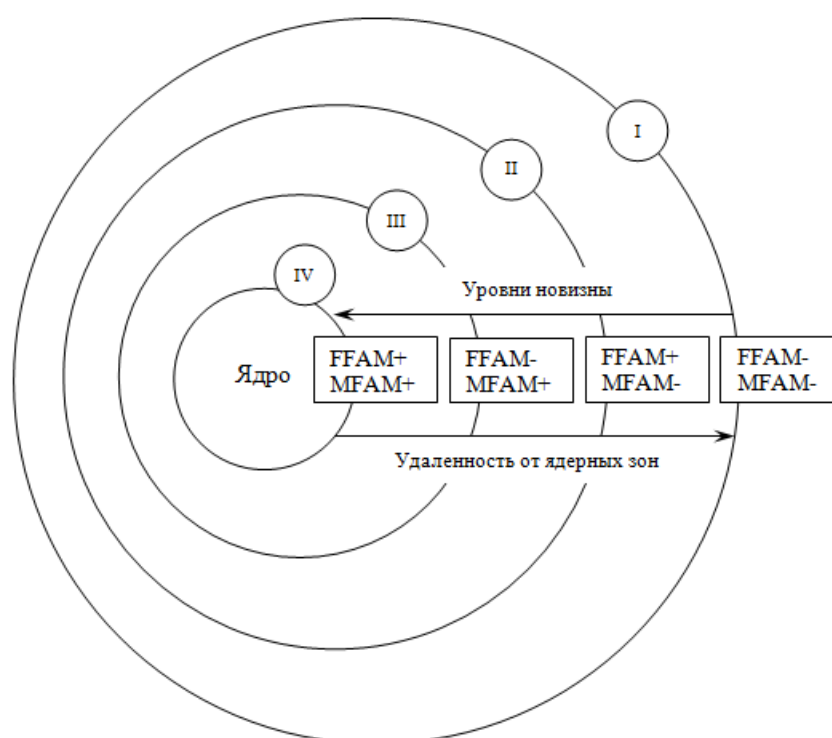 I
II
III
IV
Уровни новизны
Ядро
FFAM+
MFAM+
FFAM-
MFAM+
FFAM+
MFAM-
FFAM-
MFAM-
Удаленность от ядерных зон